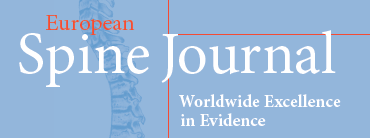 European
Spine Journal
Worldwide Excellence
in Evidence